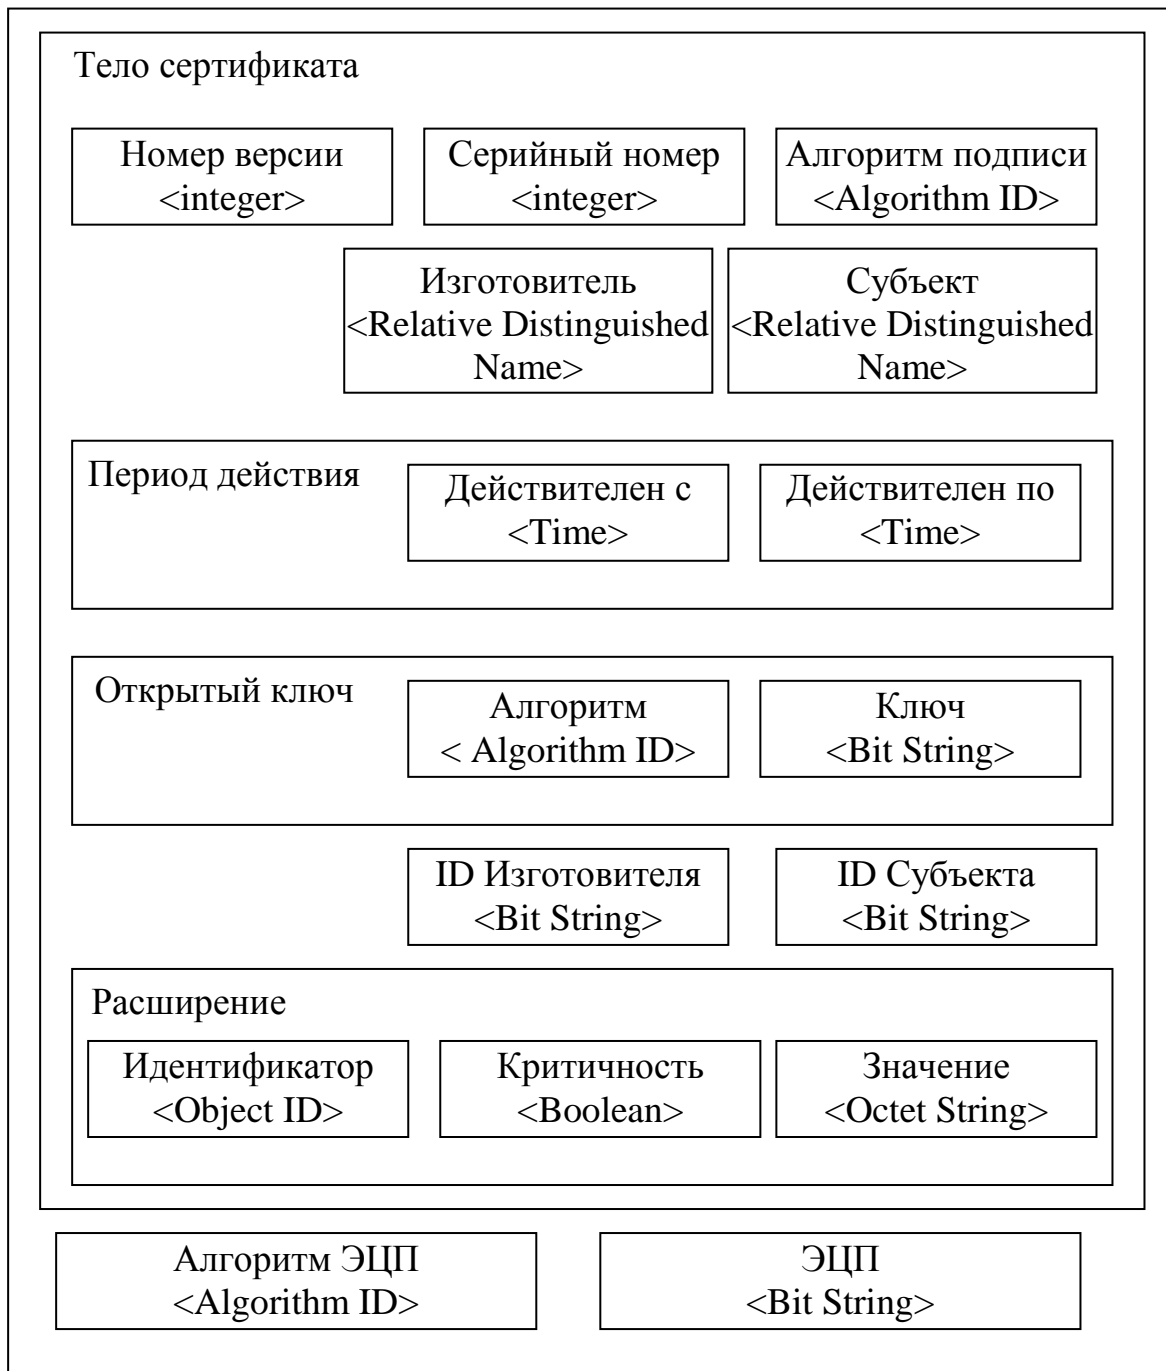 Тело сертификата
Номер версии
<integer>
Серийный номер
<integer>
Алгоритм подписи
<Algorithm ID>
Изготовитель
<Relative Distinguished
Name>
Субъект
<Relative Distinguished
Name>
Период действия
Действителен с
<Time>
Действителен по
<Time>
Открытый ключ
Алгоритм
< Algorithm ID>
Ключ
<Bit String>
ID Изготовителя
<Bit String>
ID Субъекта
<Bit String>
Расширение
Идентификатор
<Object ID>
Критичность
<Boolean>
Значение
<Octet String>
Алгоритм ЭЦП
<Algorithm ID>
ЭЦП
<Bit String>